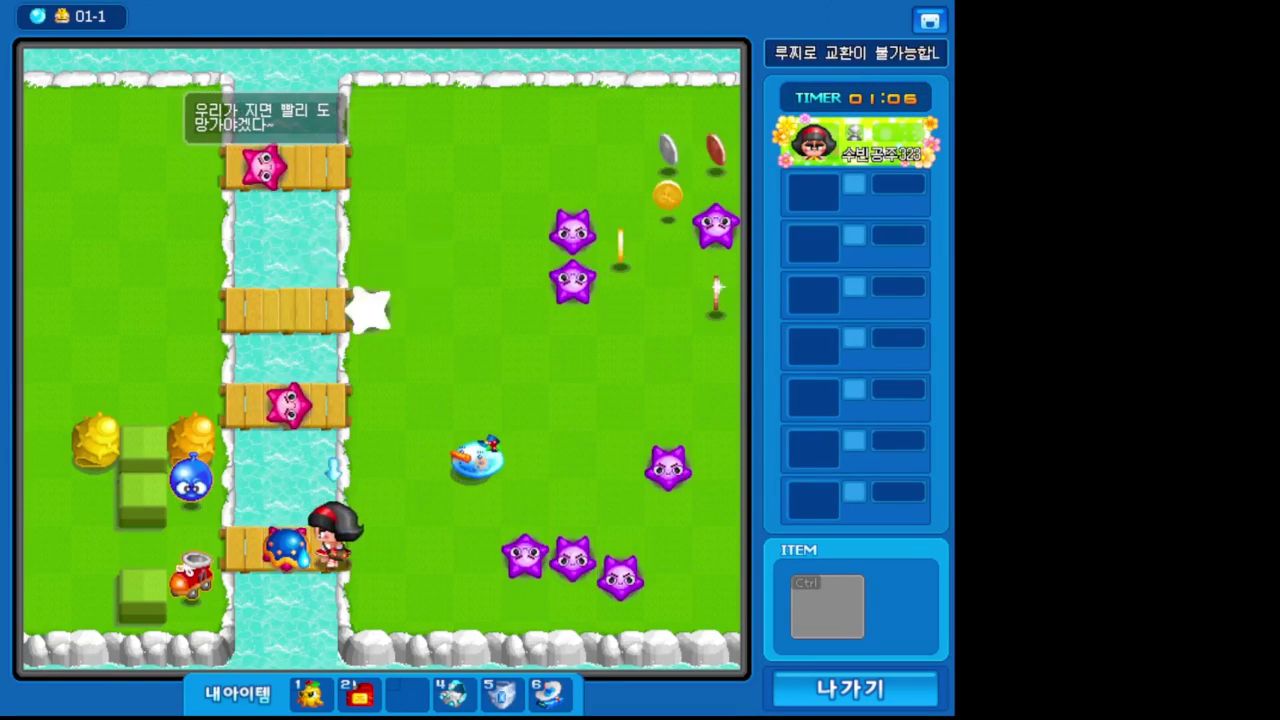 01-1
루찌로 교환이 불가능합L
우리가 지면 빨리 도
망가야겠다~
TIMER 01:06
수빈공주323
ITEM
Ctrl
내아이템
1
2
4
5
6
나가기